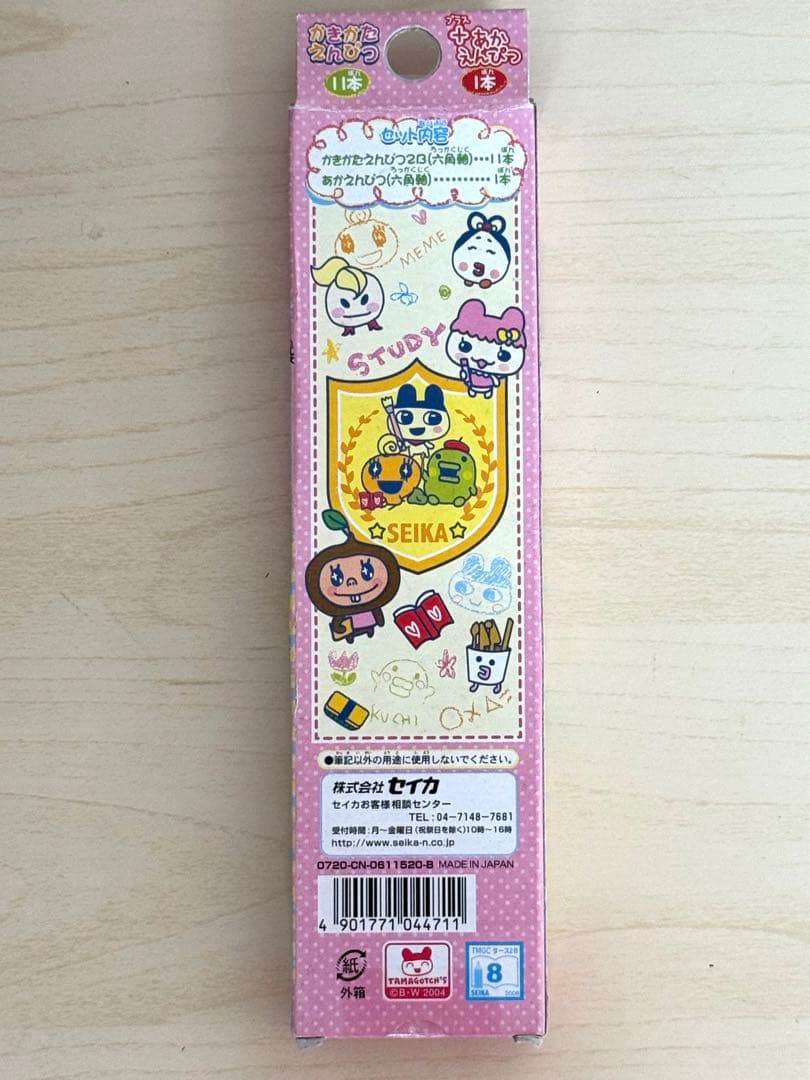 かきかた
えんぴつ
11本
プラス
+あか
えんぴつ
1本
セット内容
かきかたえんぴつ2B(六角軸)…11本
あかえんぴつ(六角軸)…………1本
MEME
STUDY
SEIKA
KUCHI
●筆記以外の用途に使用しないでください。
株式会社 セイカ
セイカお客様相談センター
TEL:04-7148-7681
受付時間:月~金曜日(祝祭日を除く)10時~16時
http://www.seika-n.co.jp
0720-CN-0611520-B MADE IN JAPAN
4 901771 044711
紙
外箱
TAMAGOTCH'S
©B・W 2004
TMGC ダース2B
8
SEIKA